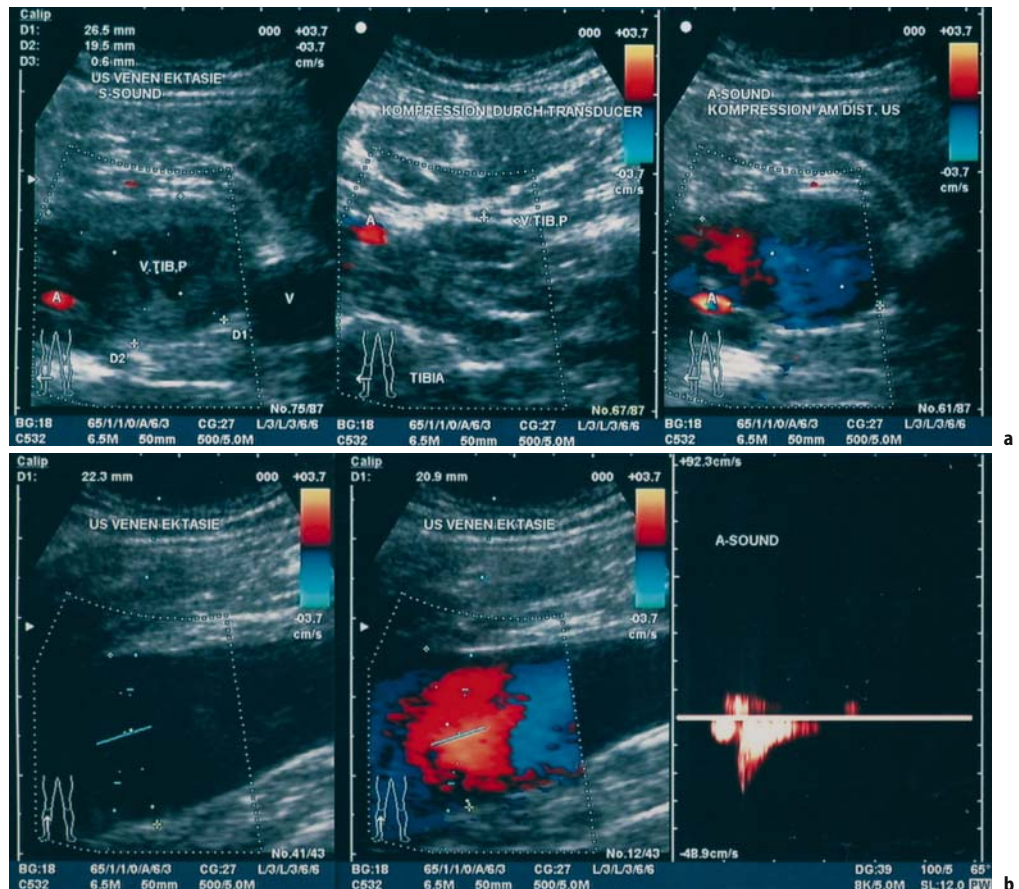 Calip
D1: 26.5 mm
D2: 19.5 mm
D3: 0.6 mm
000 +03.7
-03.7
cm/s
US VENEN EKTASIE
S-SOUND
V.TIB.P
A
V
D1
D2
No.75/87
000 +03.7
KOMPRESSION DURCH TRANSDUCER
-03.7
cm/s
A
V.TIB.P
TIBIA
No.67/87
000 +03.7
A-SOUND
KOMPRESSION AM DIST. US
-03.7
cm/s
A
No.61/87
BG:18 65/1/1/0/A/6/3 CG:27 L/3/L/3/6/6
C532 6.5M 50mm 500/5.0M
BG:18 65/1/1/0/A/6/3 CG:27 L/3/L/3/6/6
C532 6.5M 50mm 500/5.0M
BG:18 65/1/1/0/A/6/3 CG:27 L/3/L/3/6/6
C532 6.5M 50mm 500/5.0M
a
Calip
D1: 22.3 mm
000 +03.7
US VENEN EKTASIE
-03.7
cm/s
No.41/43
Calip
D1: 20.9 mm
000 +03.7
US VENEN EKTASIE
-03.7
cm/s
No.12/43
+92.3cm/s
A-SOUND
-48.9cm/s
BG:18 65/1/1/0/A/6/3 CG:27 L/3/L/3/6/6
C532 6.5M 50mm 500/5.0M
BG:18 65/1/1/0/A/6/3 CG:27 L/3/L/3/6/6
C532 6.5M 50mm 500/5.0M
DG:39 100/5 65°
8K/5.0M SL:12.0 PW
b